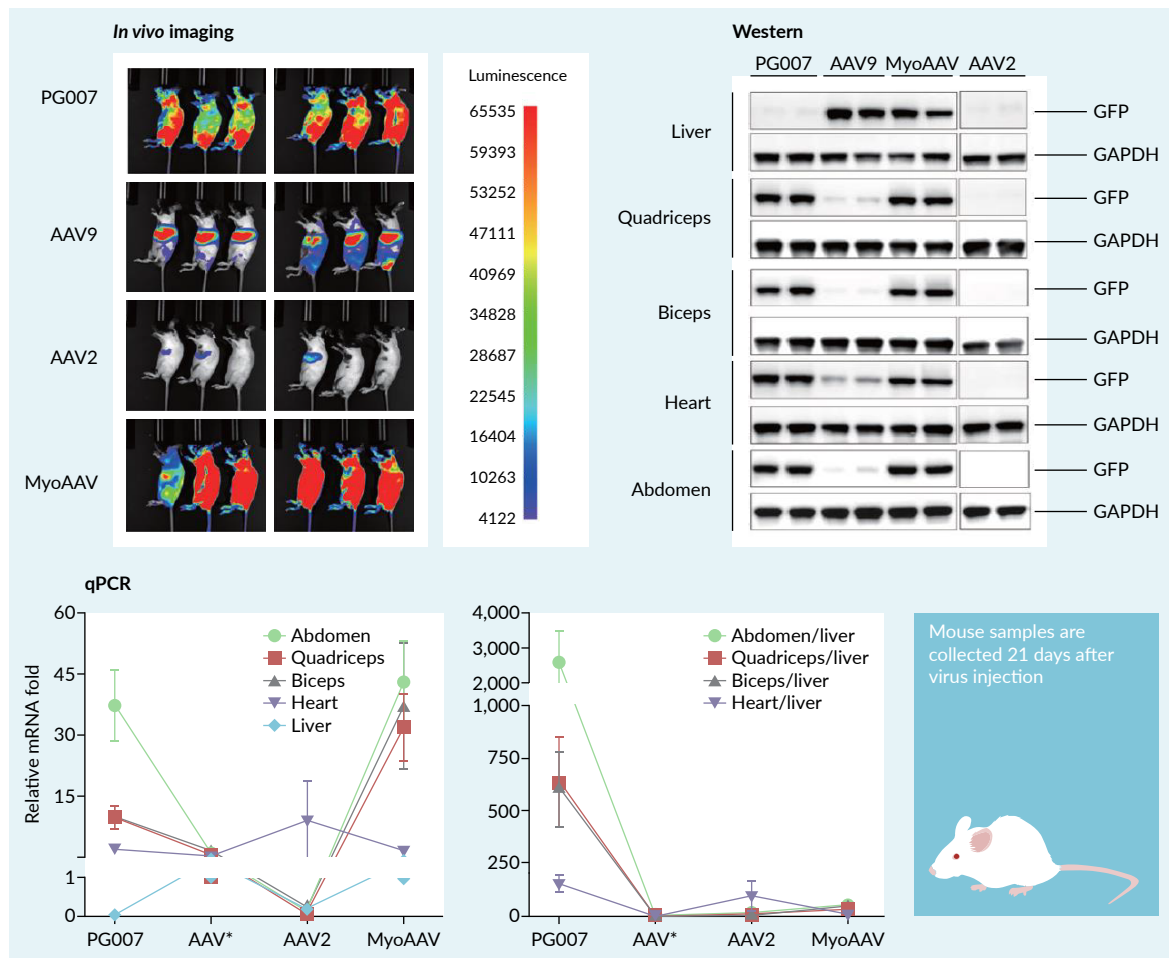 In vivo imaging
PG007
AAV9
AAV2
MyoAAV
Luminescence
65535
59393
53252
47111
40969
34828
28687
22545
16404
10263
4122
Western
PG007 AAV9 MyoAAV AAV2
Liver
GFP
GAPDH
Quadriceps
GFP
GAPDH
Biceps
GFP
GAPDH
Heart
GFP
GAPDH
Abdomen
GFP
GAPDH
qPCR
Relative mRNA fold
60
45
30
15
1
0
Abdomen
Quadriceps
Biceps
Heart
Liver
PG007 AAV* AAV2 MyoAAV
4,000
3,000
2,000
1,000
750
500
250
0
Abdomen/liver
Quadriceps/liver
Biceps/liver
Heart/liver
PG007 AAV* AAV2 MyoAAV
Mouse samples are
collected 21 days after
virus injection